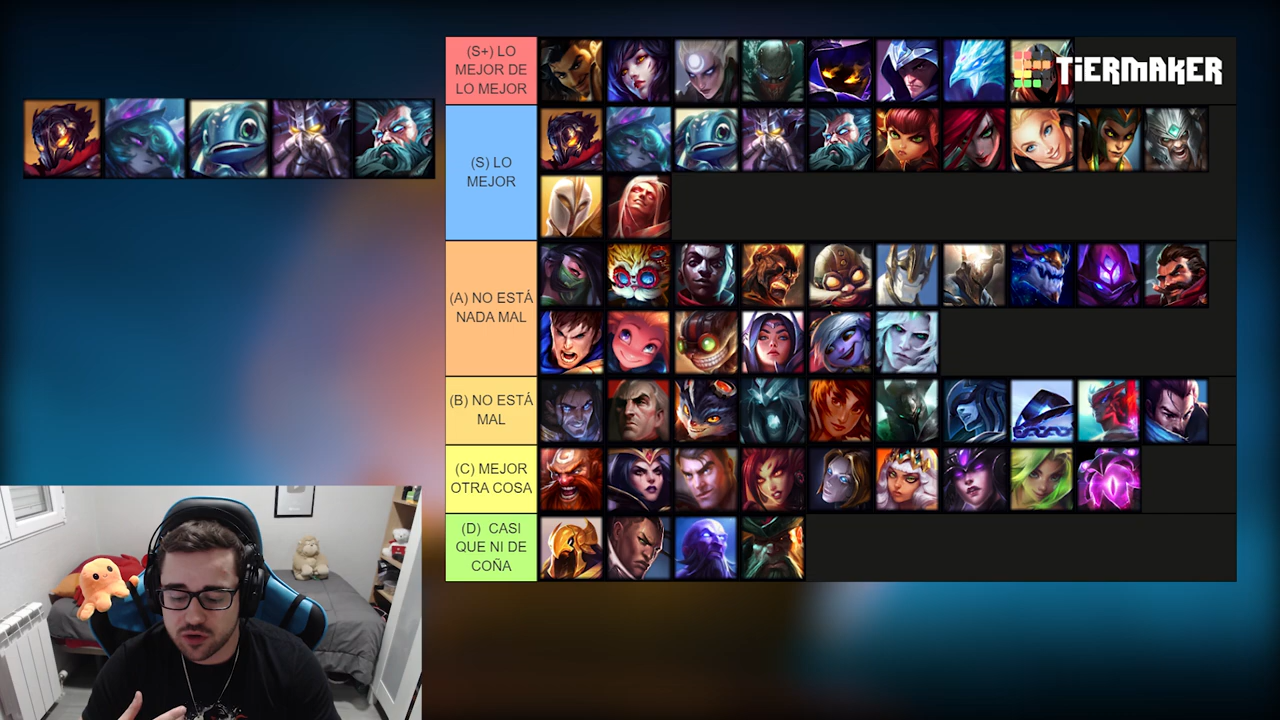 (S+) LO
MEJOR DE
LO MEJOR
TiERMAKER
(S) LO
MEJOR
(A) NO ESTÁ
NADA MAL
(B) NO ESTÁ
MAL
(C) MEJOR
OTRA COSA
(D) CASI
QUE NI DE
COÑA